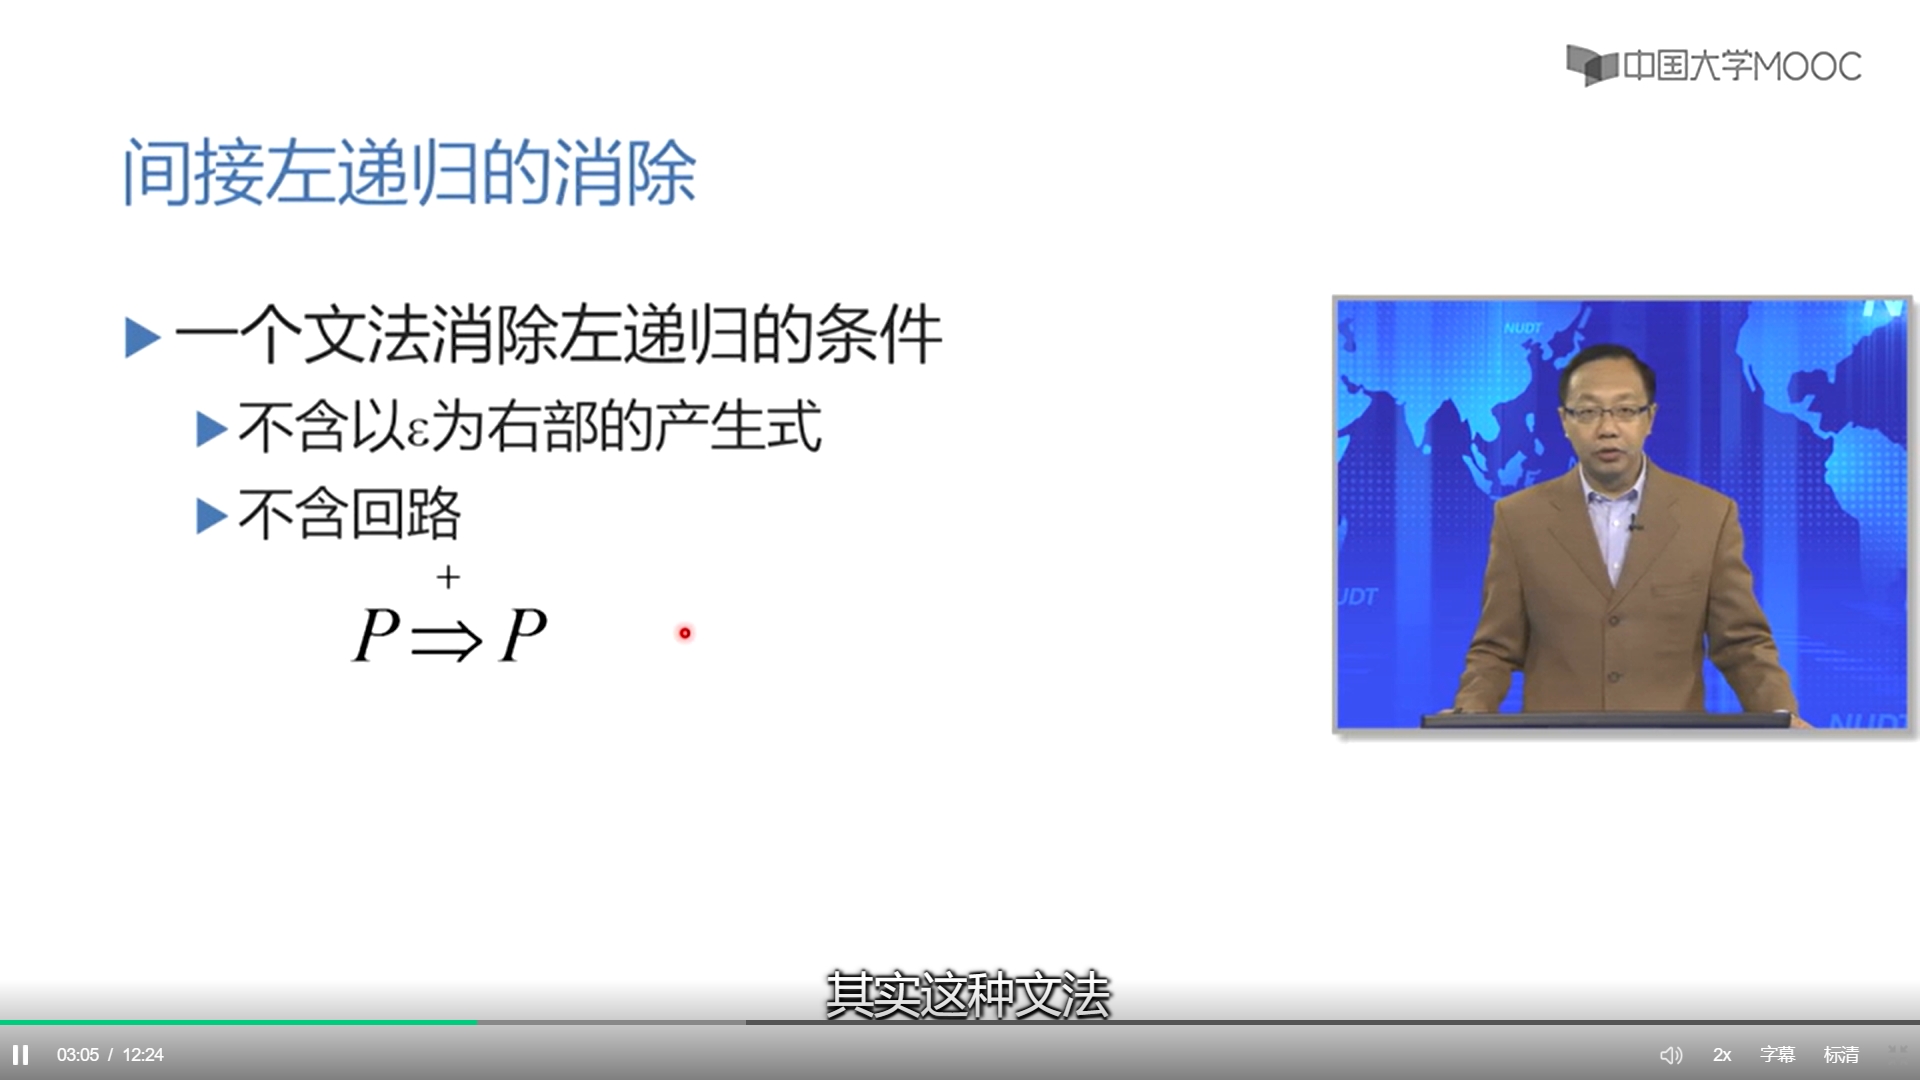 中国大学MOOC
间接左递归的消除
一个文法消除左递归的条件
不含以ε为右部的产生式
不含回路
+
P⇒P
NUDT
UDT
NUDT
其实这种文法
03:05 / 12:24
2x 字幕 标清